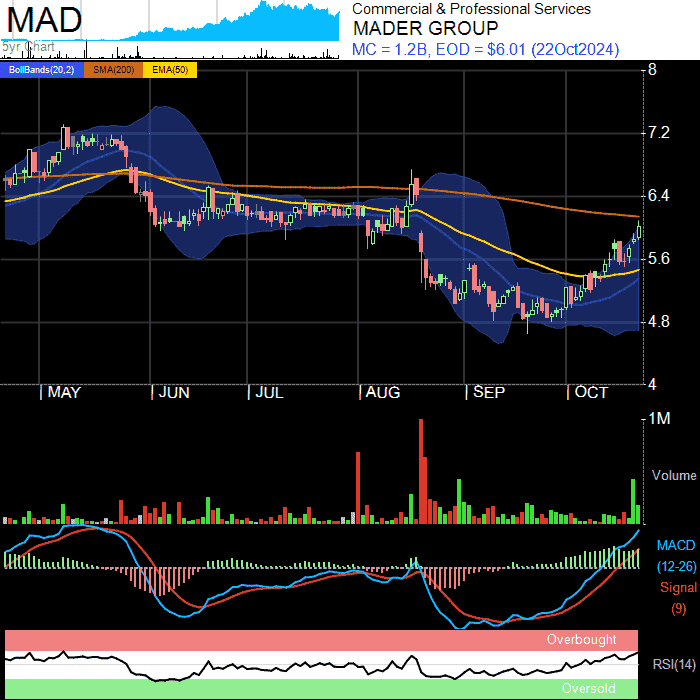 MAD
5yr Chart
Commercial & Professional Services
MADER GROUP
MC = 1.2B, EOD = $6.01 (22Oct2024)
BollBands(20,2) SMA(200) EMA(50)
8
7.2
6.4
5.6
4.8
4
MAY JUN JUL AUG SEP OCT
1M
Volume
MACD
(12-26)
Signal
(9)
Overbought
RSI(14)
Oversold